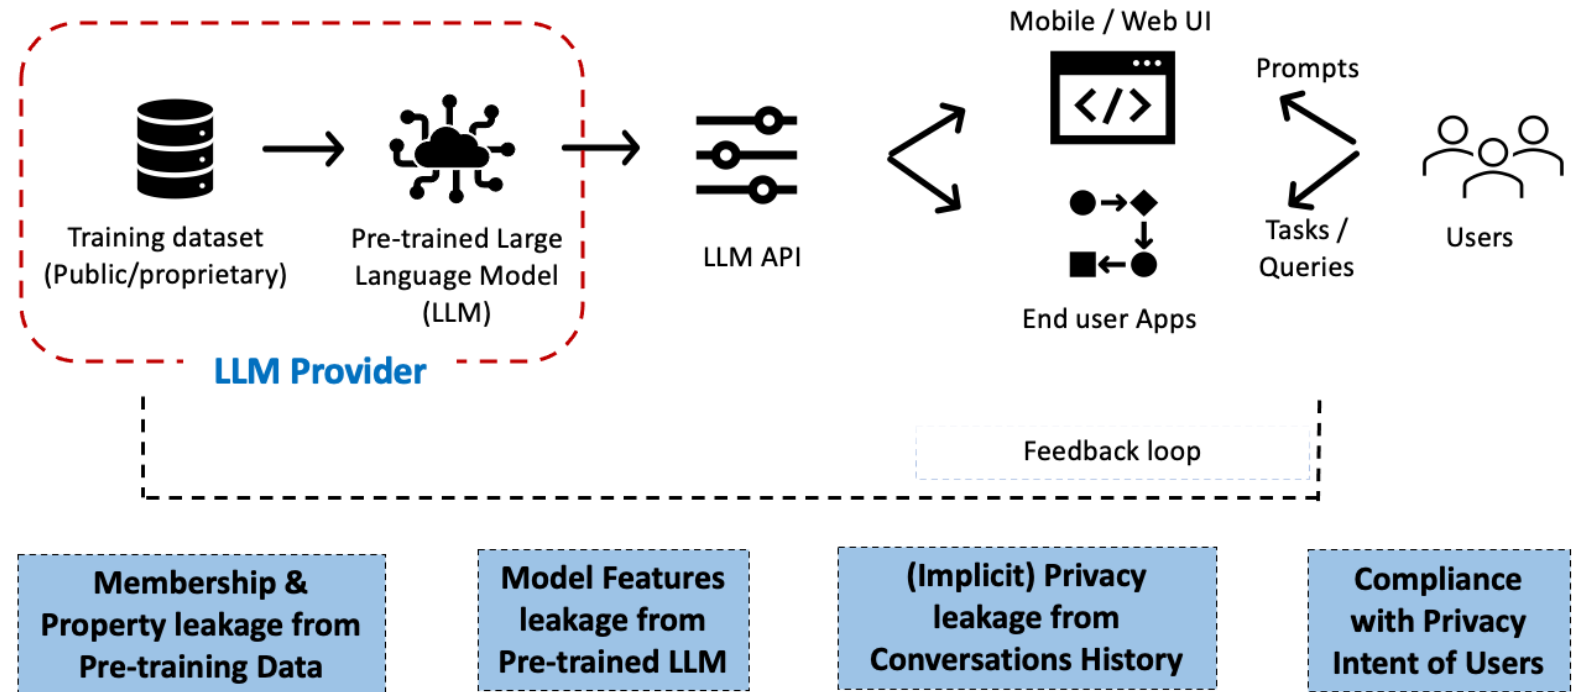 Mobile / Web UI
Prompts
Training dataset
(Public/proprietary)
Pre-trained Large
Language Model
(LLM)
LLM API
Tasks /
Queries
Users
End user Apps
LLM Provider
Feedback loop
Membership &
Property leakage from
Pre-training Data
Model Features
leakage from
Pre-trained LLM
(Implicit) Privacy
leakage from
Conversations History
Compliance
with Privacy
Intent of Users